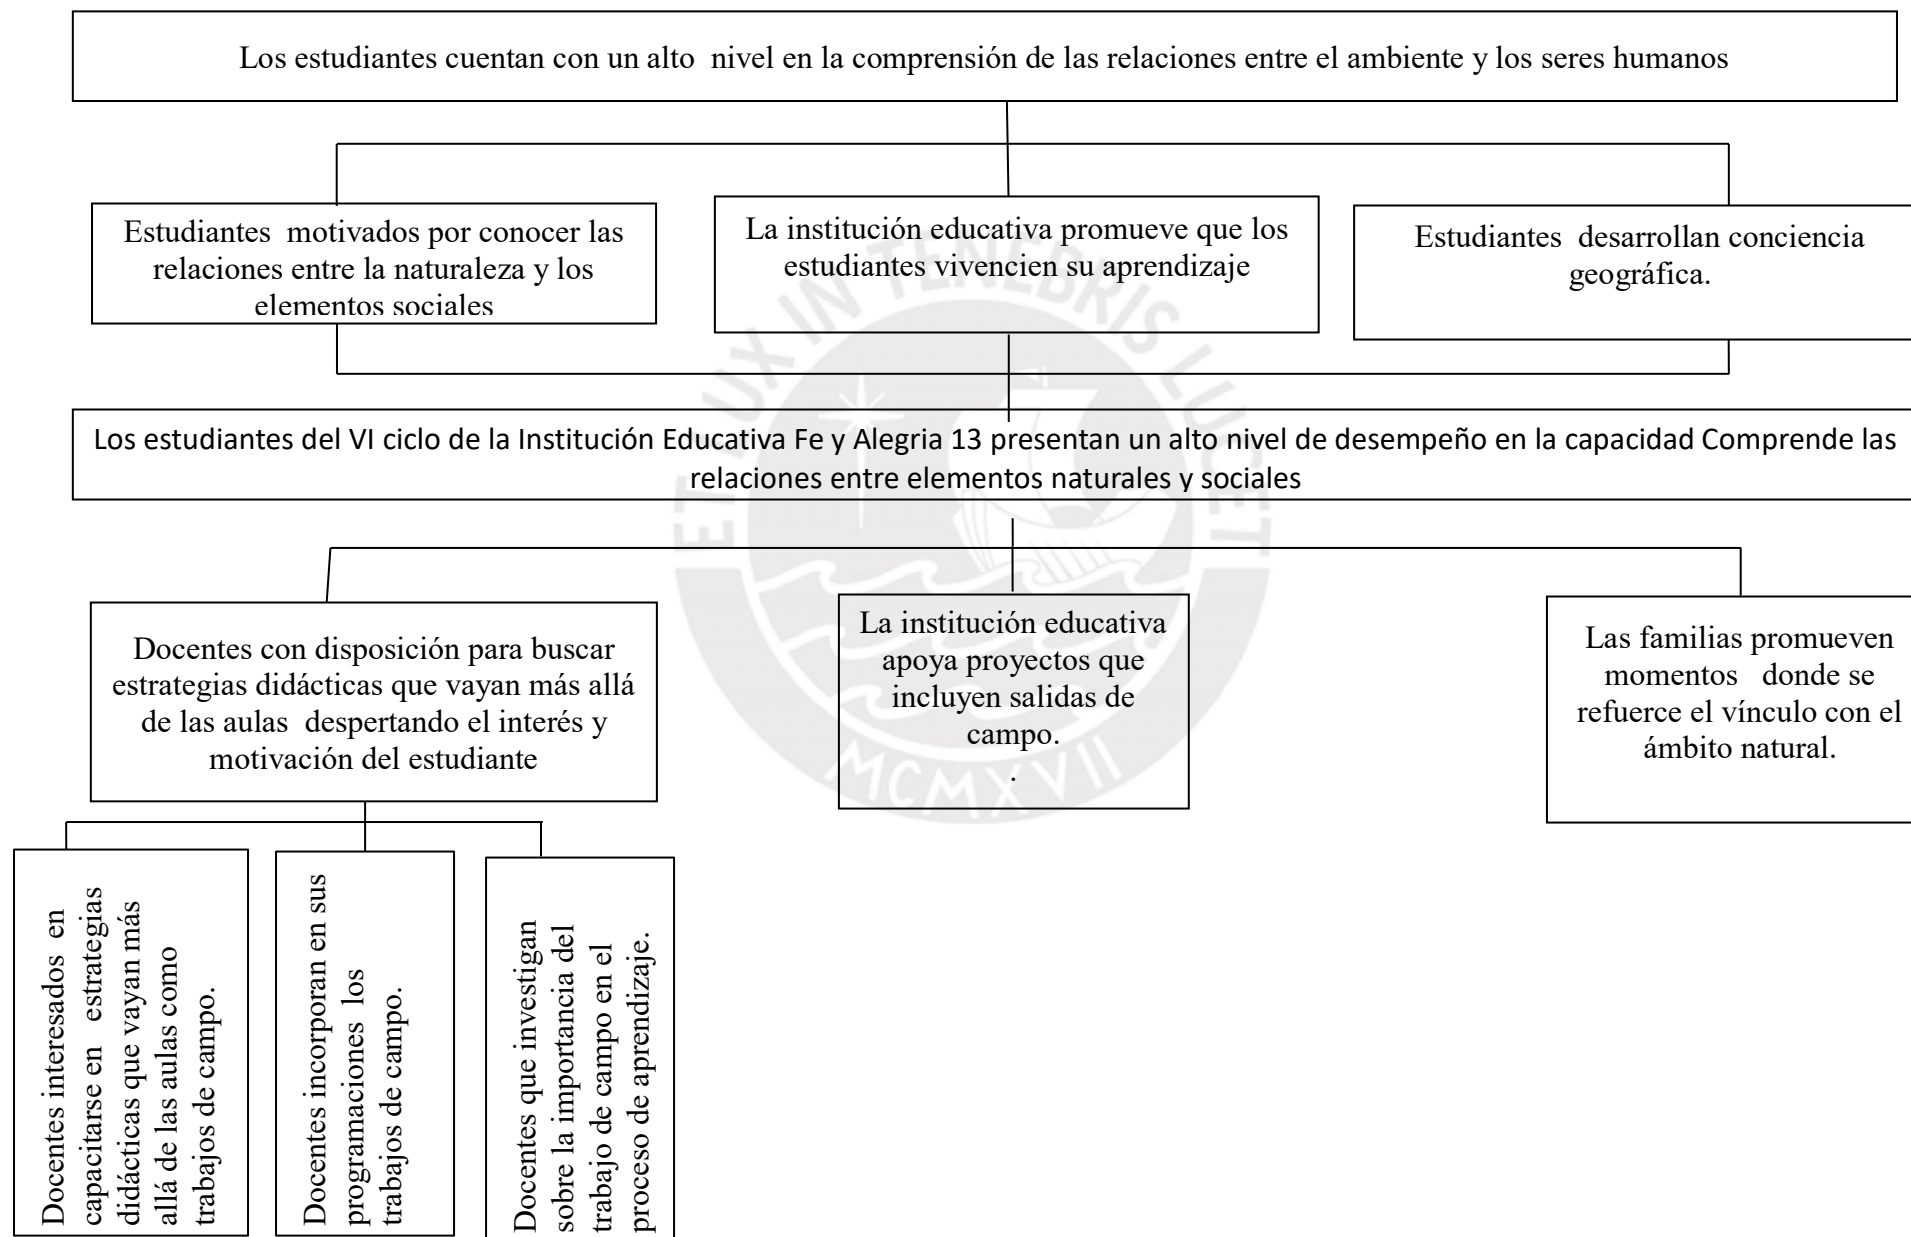 Los estudiantes cuentan con un alto nivel en la comprensión de las relaciones entre el ambiente y los seres humanos
Estudiantes motivados por conocer las
relaciones entre la naturaleza y los
elementos sociales
La institución educativa promueve que los
estudiantes vivencien su aprendizaje
Estudiantes desarrollan conciencia
geográfica.
Los estudiantes del VI ciclo de la Institución Educativa Fe y Alegria 13 presentan un alto nivel de desempeño en la capacidad Comprende las
relaciones entre elementos naturales y sociales
Docentes con disposición para buscar
estrategias didácticas que vayan más allá
de las aulas despertando el interés y
motivación del estudiante
La institución educativa
apoya proyectos que
incluyen salidas de
campo.
.
Las familias promueven
momentos donde se
refuerce el vínculo con el
ámbito natural.
Docentes interesados en
capacitarse en estrategias
didácticas que vayan más
allá de las aulas como
trabajos de campo.
Docentes incorporan en sus
programaciones los
trabajos de campo.
Docentes que investigan
sobre la importancia del
trabajo de campo en el
proceso de aprendizaje.
ET LUX IN TENEBRIS LUCET
MCMXVII